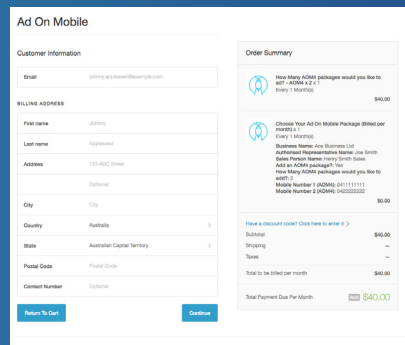 Ad On Mobile
Customer Information
Email
johnny.appleseed@example.com
BILLING ADDRESS
First name
Johnny
Last name
Appleseed
Address
123 ABC Street
Optional
City
City
Country
Australia
State
Australian Capital Territory
Postal Code
Postal Code
Contact Number
Optional
Return To Cart
Continue
Order Summary
How Many AOM4 packages would you like to
ad? - AOM4 x 2 x 1
Every 1 Month(s)
$40.00
Choose Your Ad On Mobile Package (Billed per
month) x 1
Every 1 Month(s)
Business Name: Ace Business Ltd
Authorised Representative Name: Joe Smith
Sales Person Name: Henry Smith Sales
Add an AOM4 package?: Yes
How Many AOM4 packages would you like to
add?: 2
Mobile Number 1 (AOM4): 0411111111
Mobile Number 2 (AOM4): 0422222222
$0.00
Have a discount code? Click here to enter it >
Subtotal
$40.00
Shipping
–
Taxes
–
Total to be billed per month
$40.00
Total Payment Due Per Month
AUD $40.00